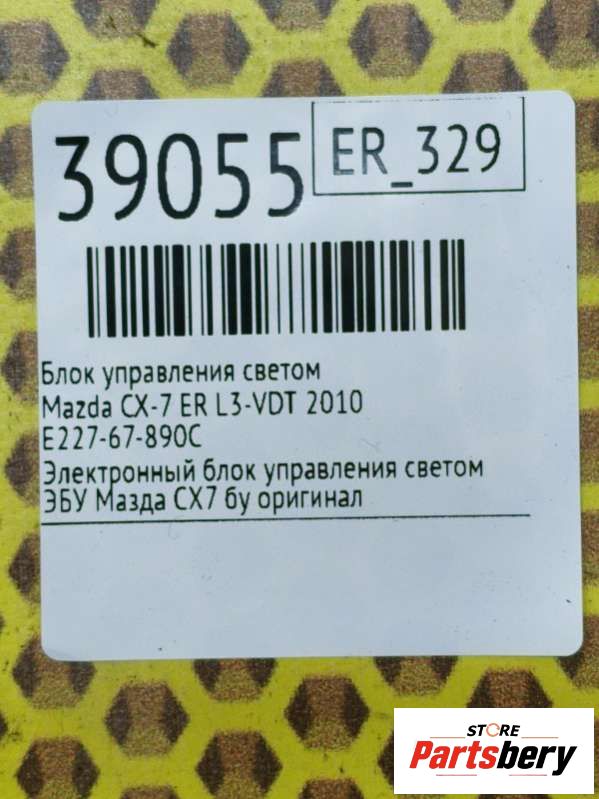 39055
ER_329
Блок управления светом
Mazda CX-7 ER L3-VDT 2010
E227-67-890C
Электронный блок управления светом
ЭБУ Мазда CX7 бу оригинал
STORE
Partsbery